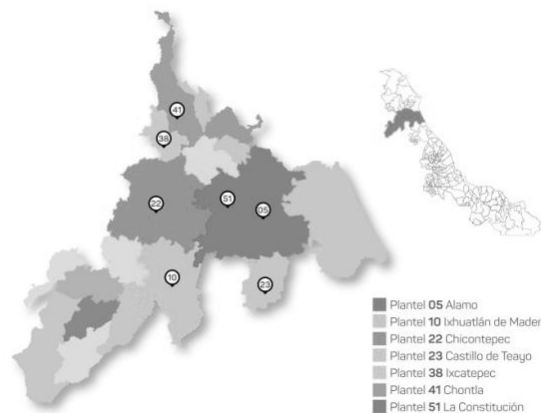 41
38
51
22
05
10
23
Plantel 05 Alamo
Plantel 10 Ixhuatlán de Mader
Plantel 22 Chicontepec
Plantel 23 Castillo de Teayo
Plantel 38 Ixcatepec
Plantel 41 Chontla
Plantel 51 La Constitución